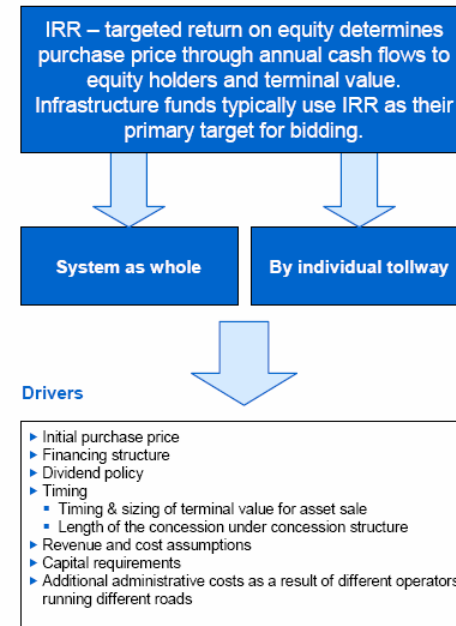 IRR – targeted return on equity determines
purchase price through annual cash flows to
equity holders and terminal value.
Infrastructure funds typically use IRR as their
primary target for bidding.
System as whole
By individual tollway
Drivers
Initial purchase price
Financing structure
Dividend policy
Timing
Timing & sizing of terminal value for asset sale
Length of the concession under concession structure
Revenue and cost assumptions
Capital requirements
Additional administrative costs as a result of different operators
running different roads